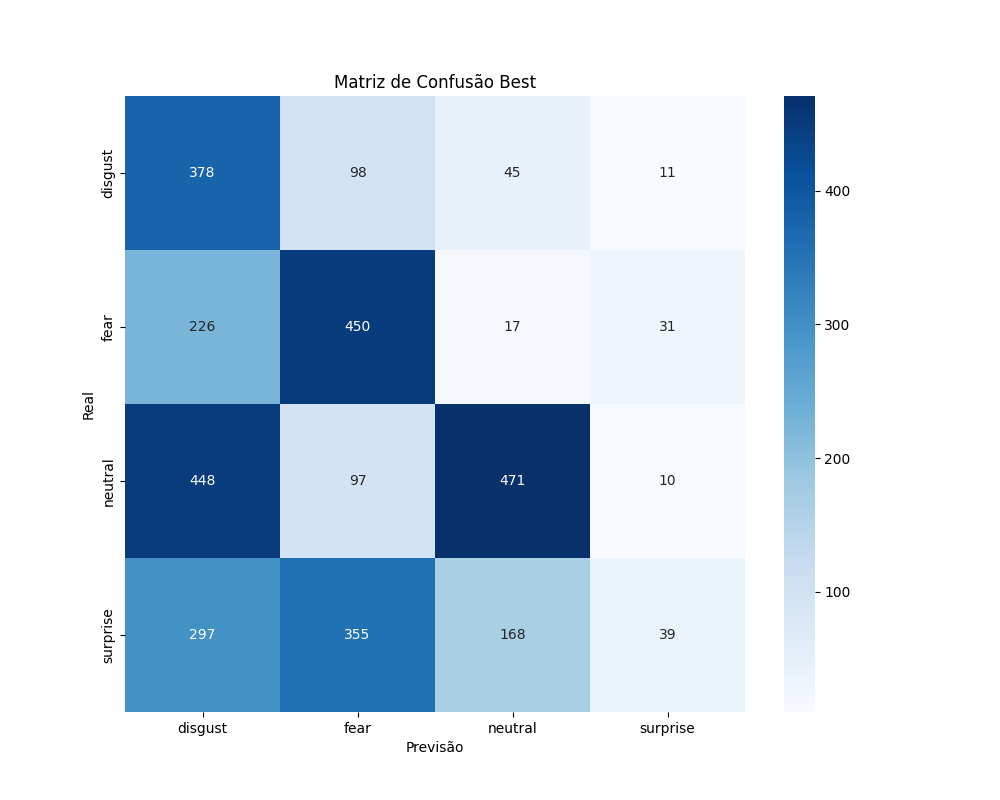 Matriz de Confusão Best
Real
disgust 378 98 45 11
fear 226 450 17 31
neutral 448 97 471 10
surprise 297 355 168 39
disgust fear neutral surprise
Previsão
400
300
200
100